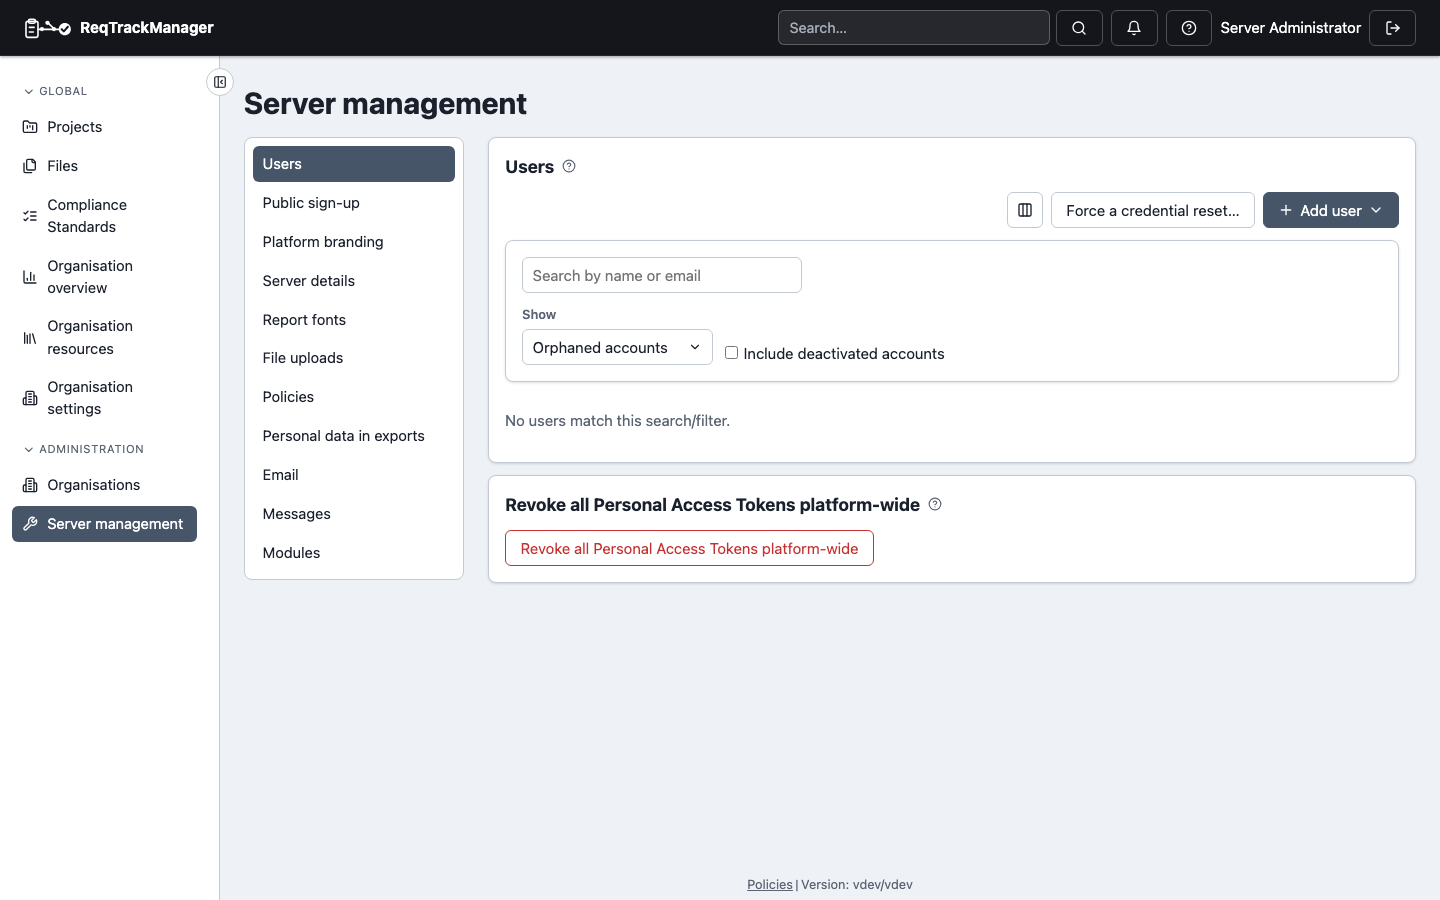 ReqTrackManager
Search...
Server Administrator
GLOBAL
Projects
Files
Compliance
Standards
Organisation
overview
Organisation
resources
Organisation
settings
ADMINISTRATION
Organisations
Server management
Server management
Users
Public sign-up
Platform branding
Server details
Report fonts
File uploads
Policies
Personal data in exports
Email
Messages
Modules
Users
Force a credential reset...
Add user
Search by name or email
Show
Orphaned accounts
Include deactivated accounts
No users match this search/filter.
Revoke all Personal Access Tokens platform-wide
Revoke all Personal Access Tokens platform-wide
Policies | Version: vdev/vdev